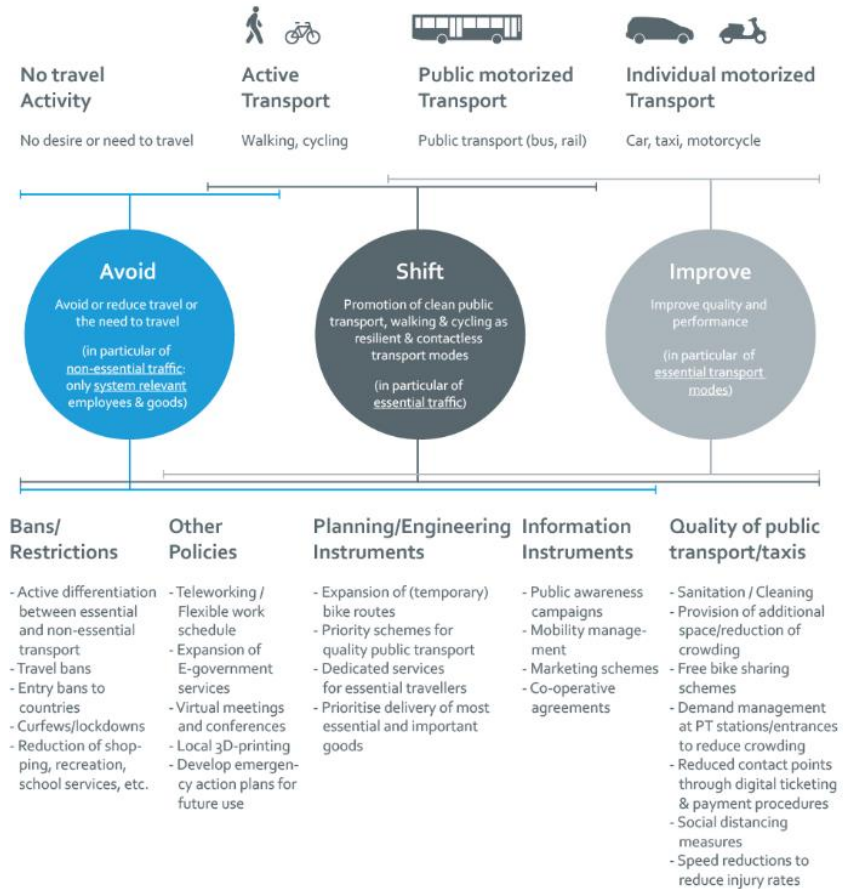 No travel
Activity
No desire or need to travel
Active
Transport
Walking, cycling
Public motorized
Transport
Public transport (bus, rail)
Individual motorized
Transport
Car, taxi, motorcycle
Avoid
Avoid or reduce travel or
the need to travel
(in particular of
non-essential traffic:
only system relevant
employees & goods)
Shift
Promotion of clean public
transport, walking & cycling as
resilient & contactless
transport modes
(in particular of
essential traffic)
Improve
Improve quality and
performance
(in particular of
essential transport
modes)
Bans/
Restrictions
- Active differentiation
between essential
and non-essential
transport
- Travel bans
- Entry bans to
countries
- Curfews/lockdowns
- Reduction of shop-
ping, recreation,
school services, etc.
Other
Policies
- Teleworking /
Flexible work
schedule
- Expansion of
E-government
services
- Virtual meetings
and conferences
- Local 3D-printing
- Develop emergen-
cy action plans for
future use
Planning/Engineering
Instruments
- Expansion of (temporary)
bike routes
- Priority schemes for
quality public transport
- Dedicated services
for essential travellers
- Prioritise delivery of most
essential and important
goods
Information
Instruments
- Public awareness
campaigns
- Mobility manage-
ment
- Marketing schemes
- Co-operative
agreements
Quality of public
transport/taxis
- Sanitation / Cleaning
- Provision of additional
space/reduction of
crowding
- Free bike sharing
schemes
- Demand management
at PT stations/entrances
to reduce crowding
- Reduced contact points
through digital ticketing
& payment procedures
- Social distancing
measures
- Speed reductions to
reduce injury rates